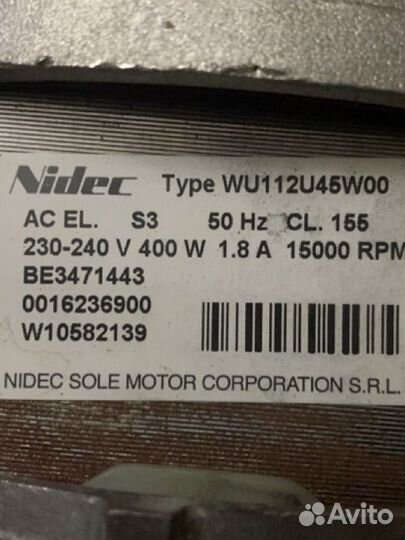 Nidec Type WU112U45W00
AC EL. S3 50 Hz CL. 155
230-240 V 400 W 1.8 A 15000 RPM
BE3471443
0016236900
W10582139
NIDEC SOLE MOTOR CORPORATION S.R.L.
Avito